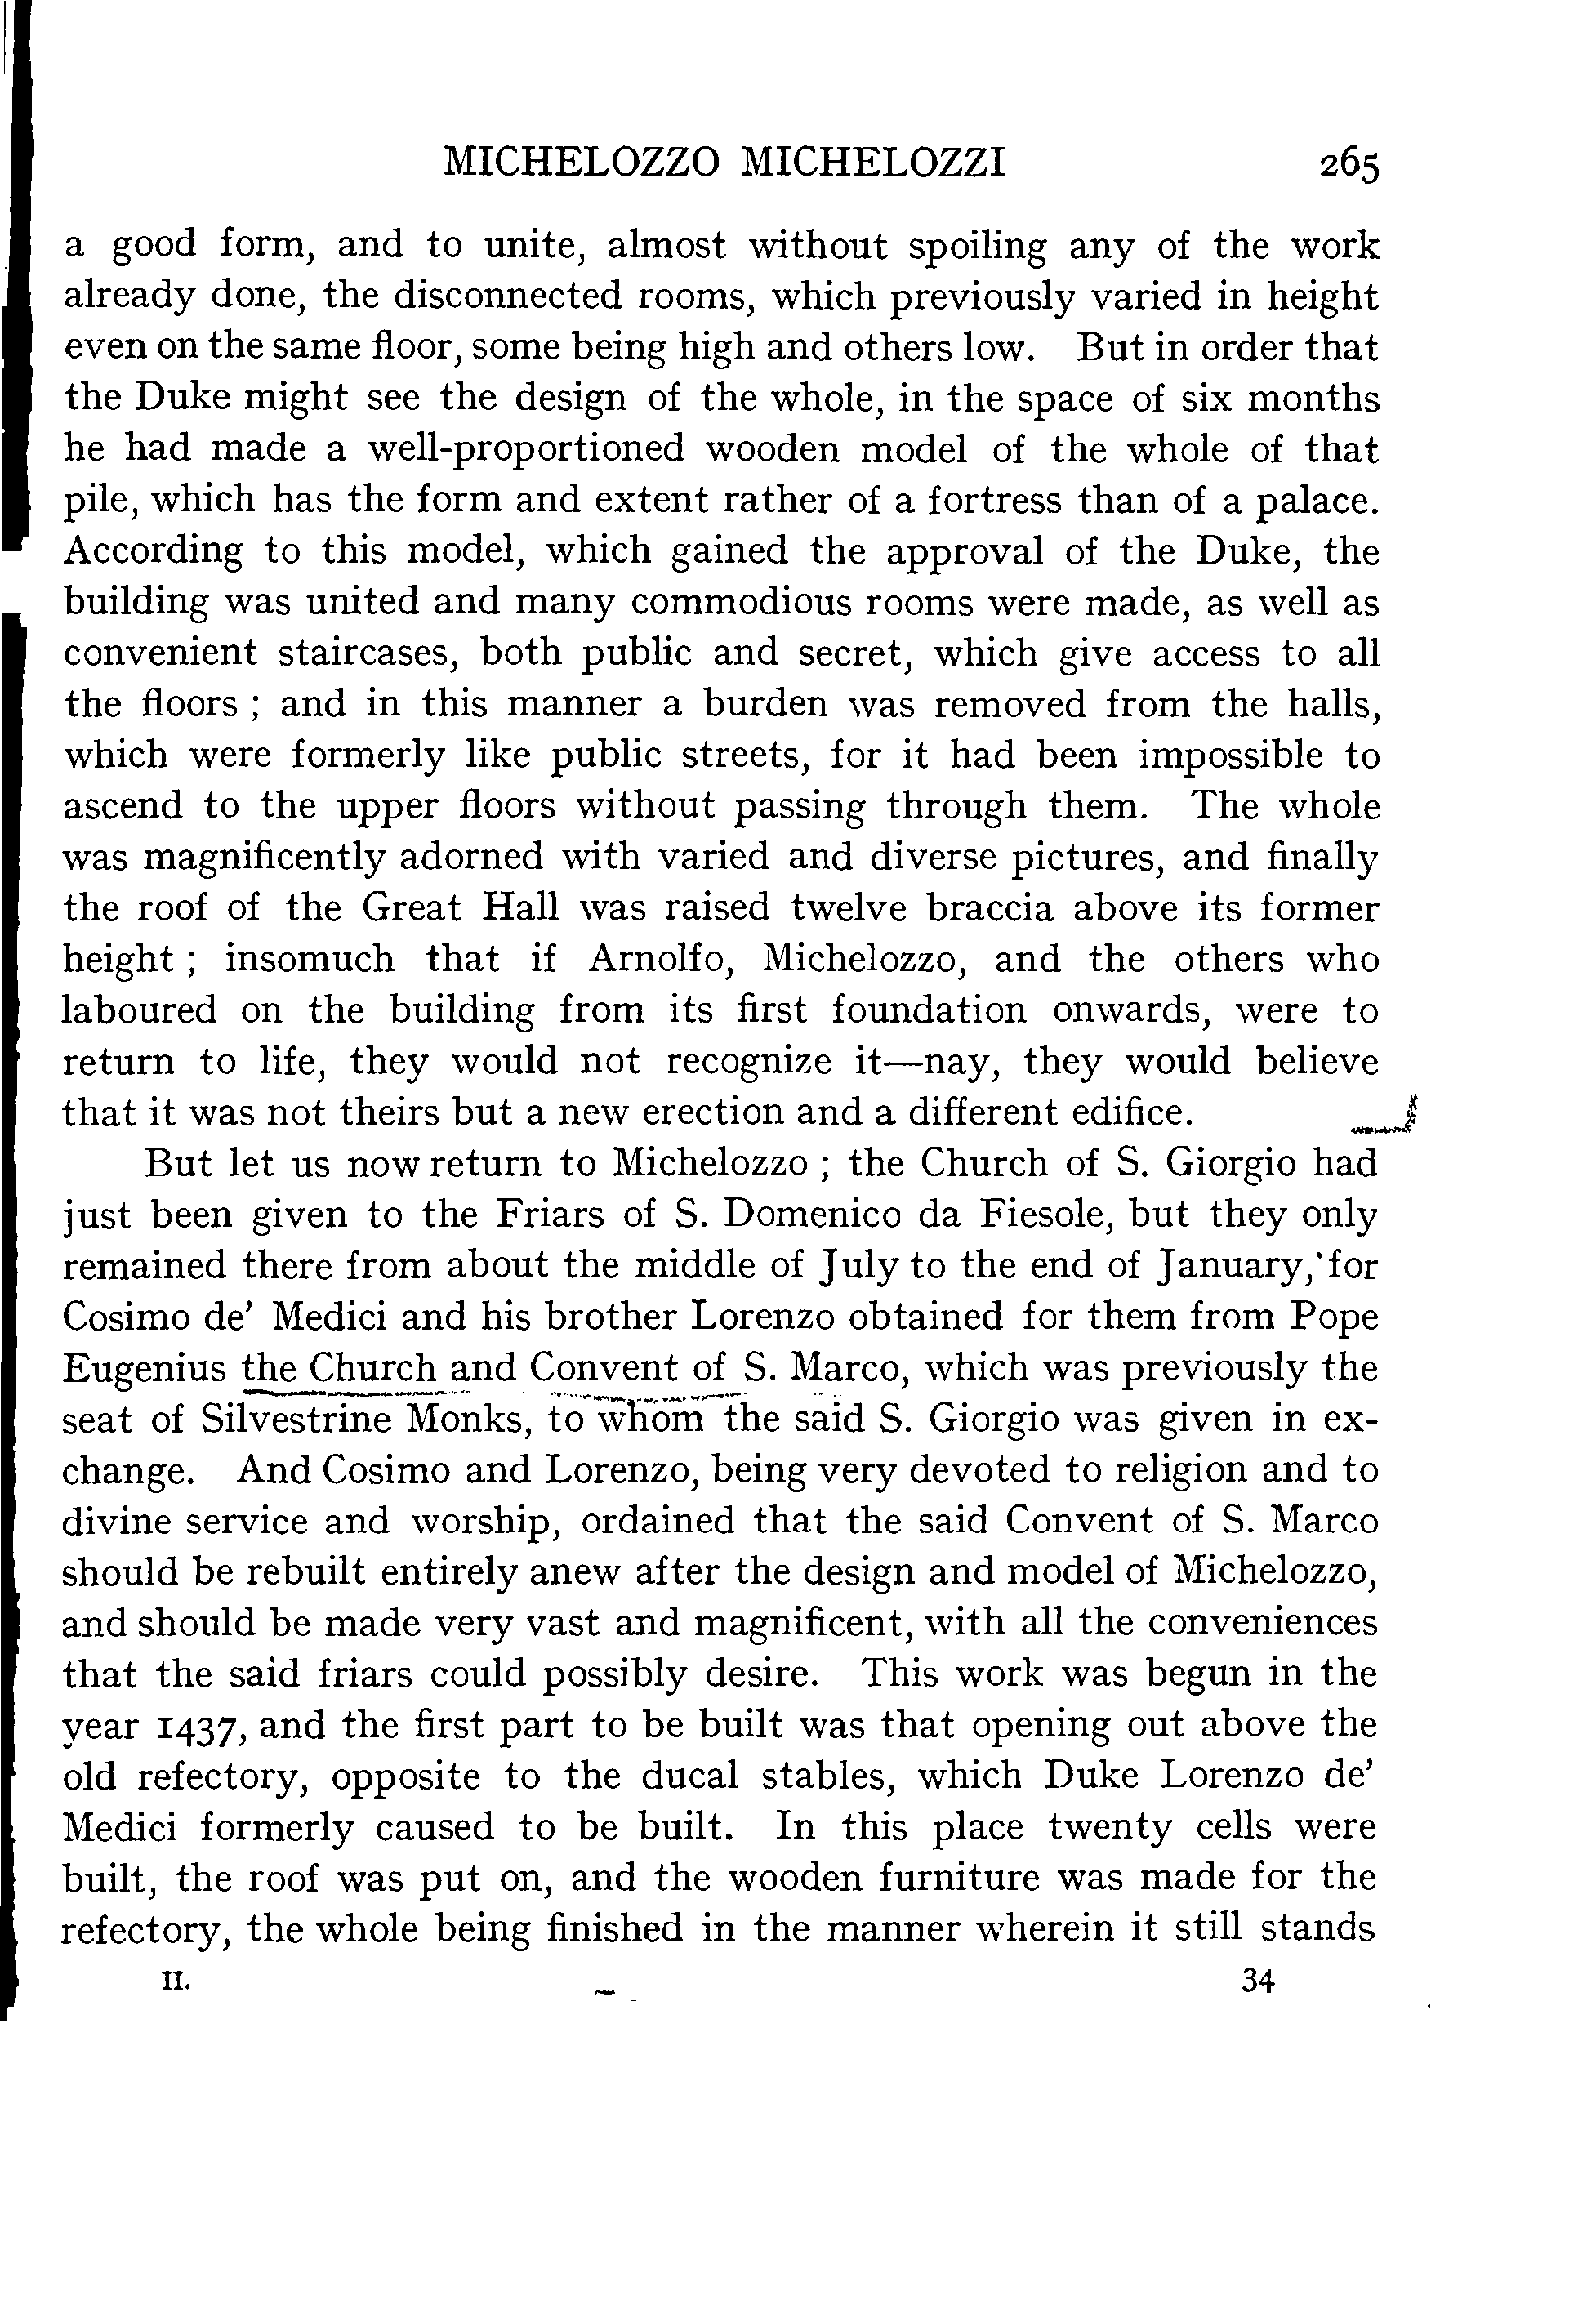 MICHELOZZO MICHELOZZI 265
a good form, and to unite, almost without spoiling any of the work
already done, the disconnected rooms, which previously varied in height
even on the same floor, some being high and others low. But in order that
the Duke might see the design of the whole, in the space of six months
he had made a well-proportioned wooden model of the whole of that
pile, which has the form and extent rather of a fortress than of a palace.
According to this model, which gained the approval of the Duke, the
building was united and many commodious rooms were made, as well as
convenient staircases, both public and secret, which give access to all
the floors ; and in this manner a burden was removed from the halls,
which were formerly like public streets, for it had been impossible to
ascend to the upper floors without passing through them. The whole
was magnificently adorned with varied and diverse pictures, and finally
the roof of the Great Hall was raised twelve braccia above its former
height ; insomuch that if Arnolfo, Michelozzo, and the others who
laboured on the building from its first foundation onwards, were to
return to life, they would not recognize it—nay, they would believe
that it was not theirs but a new erection and a different edifice.
But let us now return to Michelozzo ; the Church of S. Giorgio had
just been given to the Friars of S. Domenico da Fiesole, but they only
remained there from about the middle of July to the end of January, for
Cosimo de’ Medici and his brother Lorenzo obtained for them from Pope
Eugenius the Church and Convent of S. Marco, which was previously the
seat of Silvestrine Monks, to whom the said S. Giorgio was given in ex-
change. And Cosimo and Lorenzo, being very devoted to religion and to
divine service and worship, ordained that the said Convent of S. Marco
should be rebuilt entirely anew after the design and model of Michelozzo,
and should be made very vast and magnificent, with all the conveniences
that the said friars could possibly desire. This work was begun in the
year 1437, and the first part to be built was that opening out above the
old refectory, opposite to the ducal stables, which Duke Lorenzo de’
Medici formerly caused to be built. In this place twenty cells were
built, the roof was put on, and the wooden furniture was made for the
refectory, the whole being finished in the manner wherein it still stands
II. 34